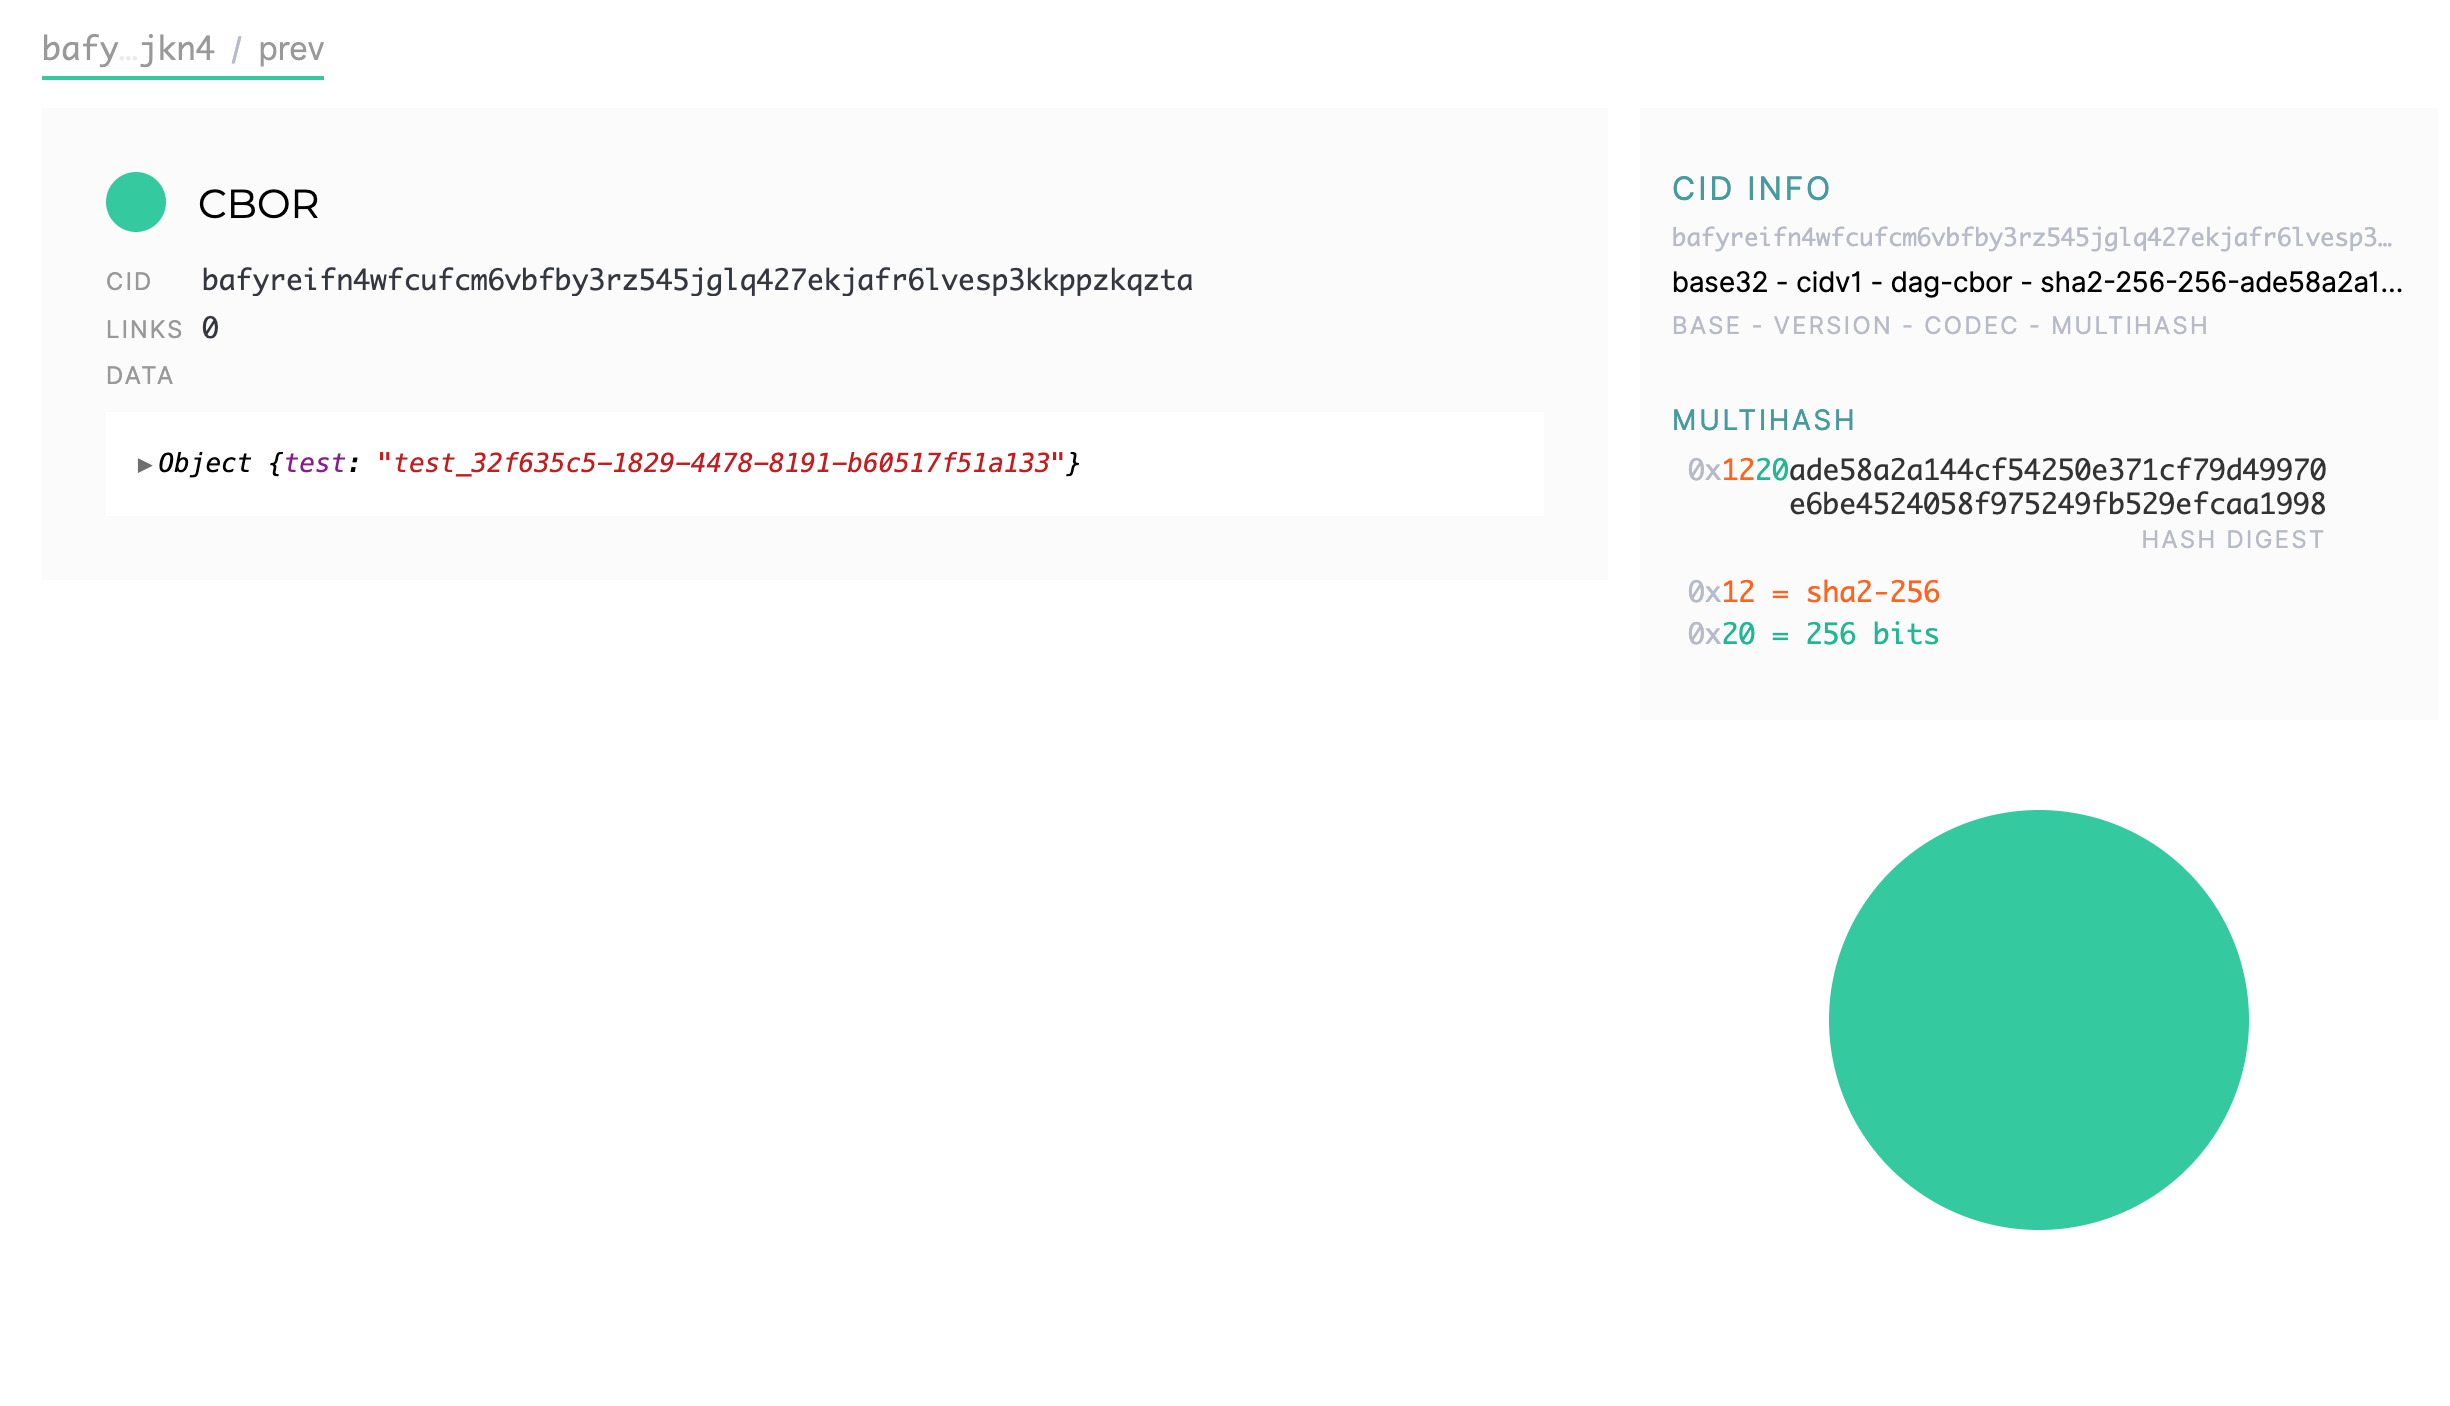 bafy…jkn4 / prev
CBOR
CID bafyreifn4wfcufcm6vbfby3rz545jglq427ekjafr6lvesp3kkppzkqzta
LINKS 0
DATA
▶Object {test: "test_32f635c5-1829-4478-8191-b60517f51a133"}
CID INFO
bafyreifn4wfcufcm6vbfby3rz545jglq427ekjafr6lvesp3…
base32 - cidv1 - dag-cbor - sha2-256-256-ade58a2a1...
BASE - VERSION - CODEC - MULTIHASH
MULTIHASH
0x1220ade58a2a144cf54250e371cf79d49970
e6be4524058f975249fb529efcaa1998
HASH DIGEST
0x12 = sha2-256
0x20 = 256 bits